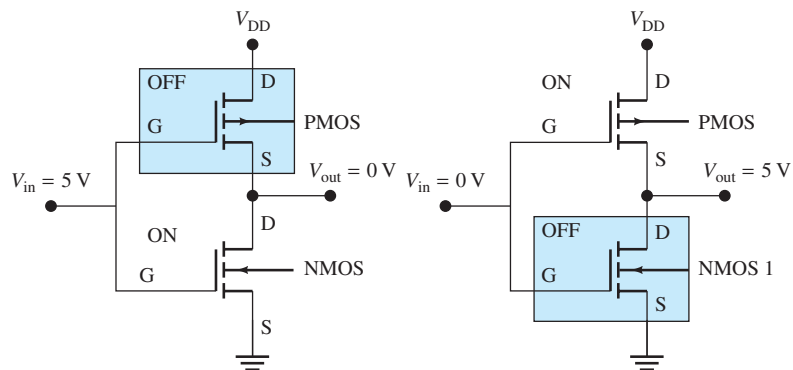 V_DD
OFF
D
G
PMOS
S
V_in = 5 V
V_out = 0 V
D
ON
NMOS
G
S
V_DD
ON
D
G
PMOS
S
V_in = 0 V
V_out = 5 V
OFF
D
G
NMOS 1
S